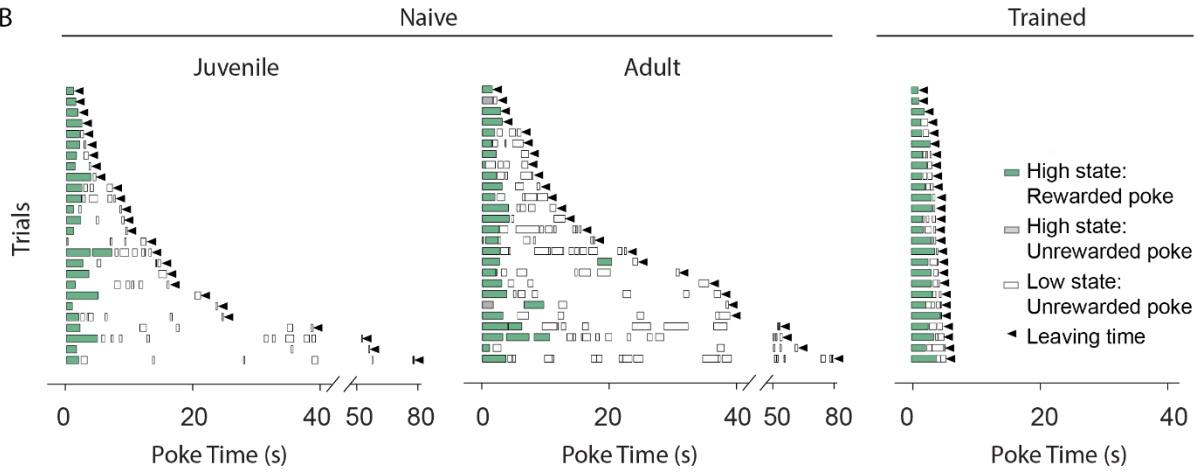 B
Naive
Trained
Juvenile
Adult
Trials
High state:
Rewarded poke
High state:
Unrewarded poke
Low state:
Unrewarded poke
Leaving time
0 20 40 50 80
0 20 40 50 80
0 20 40
Poke Time (s)
Poke Time (s)
Poke Time (s)